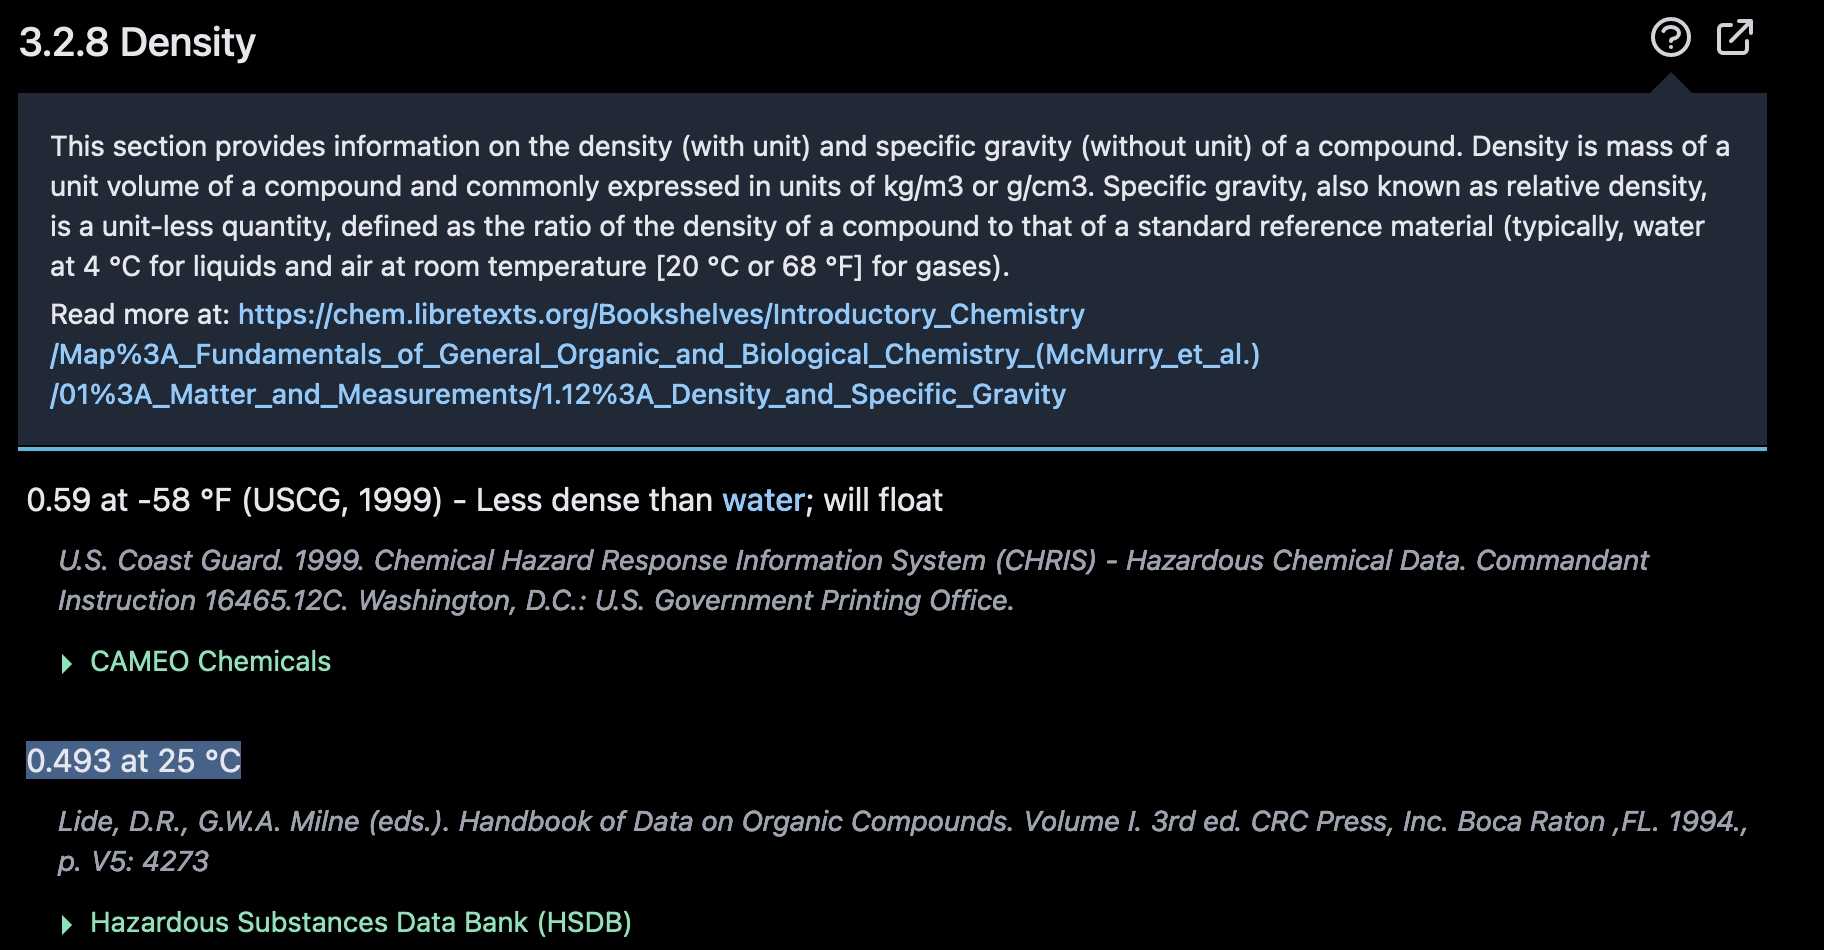 3.2.8 Density
This section provides information on the density (with unit) and specific gravity (without unit) of a compound. Density is mass of a
unit volume of a compound and commonly expressed in units of kg/m3 or g/cm3. Specific gravity, also known as relative density,
is a unit-less quantity, defined as the ratio of the density of a compound to that of a standard reference material (typically, water
at 4 °C for liquids and air at room temperature [20 °C or 68 °F] for gases).
Read more at: https://chem.libretexts.org/Bookshelves/Introductory_Chemistry
/Map%3A_Fundamentals_of_General_Organic_and_Biological_Chemistry_(McMurry_et_al.)
/01%3A_Matter_and_Measurements/1.12%3A_Density_and_Specific_Gravity
0.59 at -58 °F (USCG, 1999) - Less dense than water; will float
U.S. Coast Guard. 1999. Chemical Hazard Response Information System (CHRIS) - Hazardous Chemical Data. Commandant
Instruction 16465.12C. Washington, D.C.: U.S. Government Printing Office.
CAMEO Chemicals
0.493 at 25 °C
Lide, D.R., G.W.A. Milne (eds.). Handbook of Data on Organic Compounds. Volume I. 3rd ed. CRC Press, Inc. Boca Raton ,FL. 1994.,
p. V5: 4273
Hazardous Substances Data Bank (HSDB)